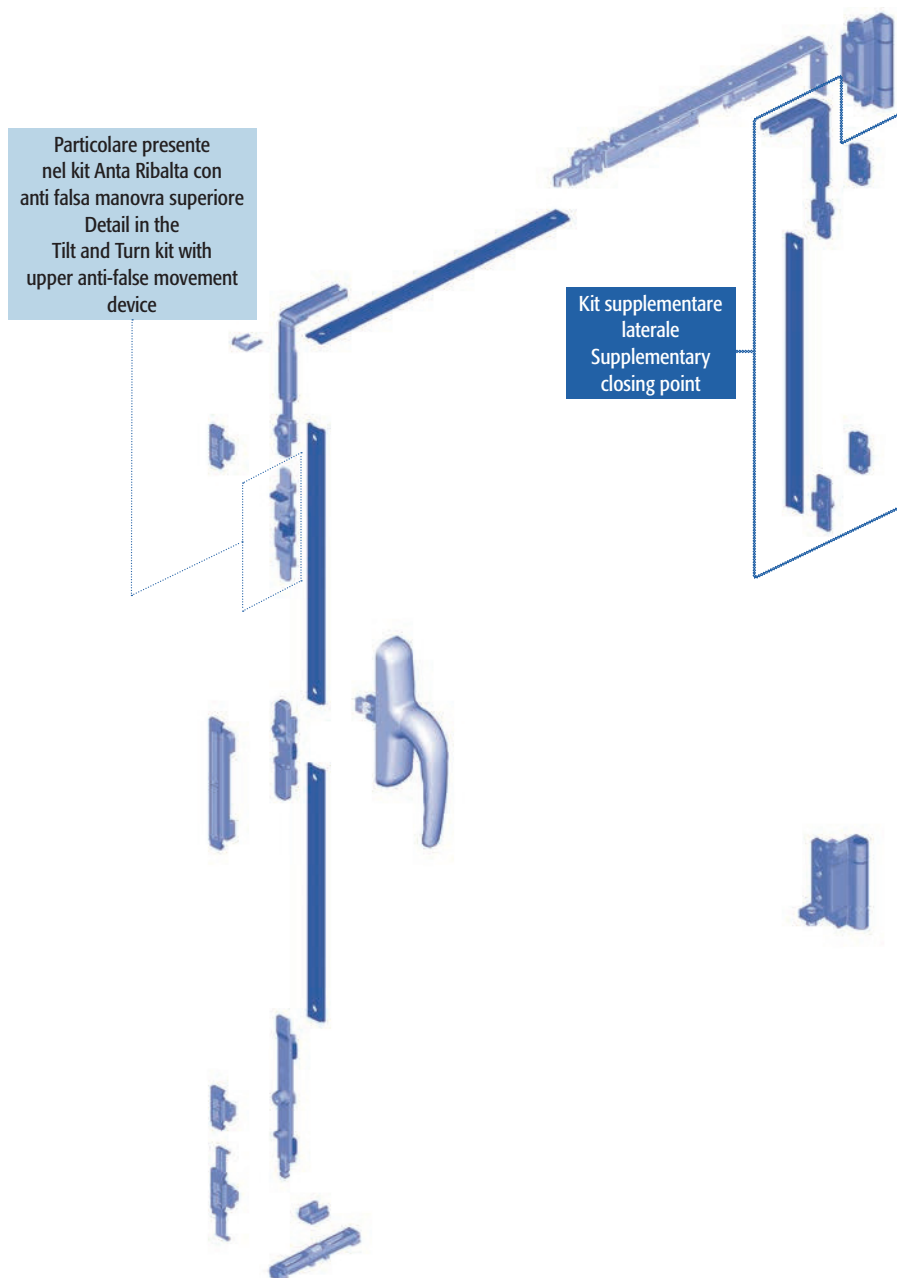 Particolare presente
nel kit Anta Ribalta con
anti falsa manovra superiore
Detail in the
Tilt and Turn kit with
upper anti-false movement
device
Kit supplementare
laterale
Supplementary
closing point